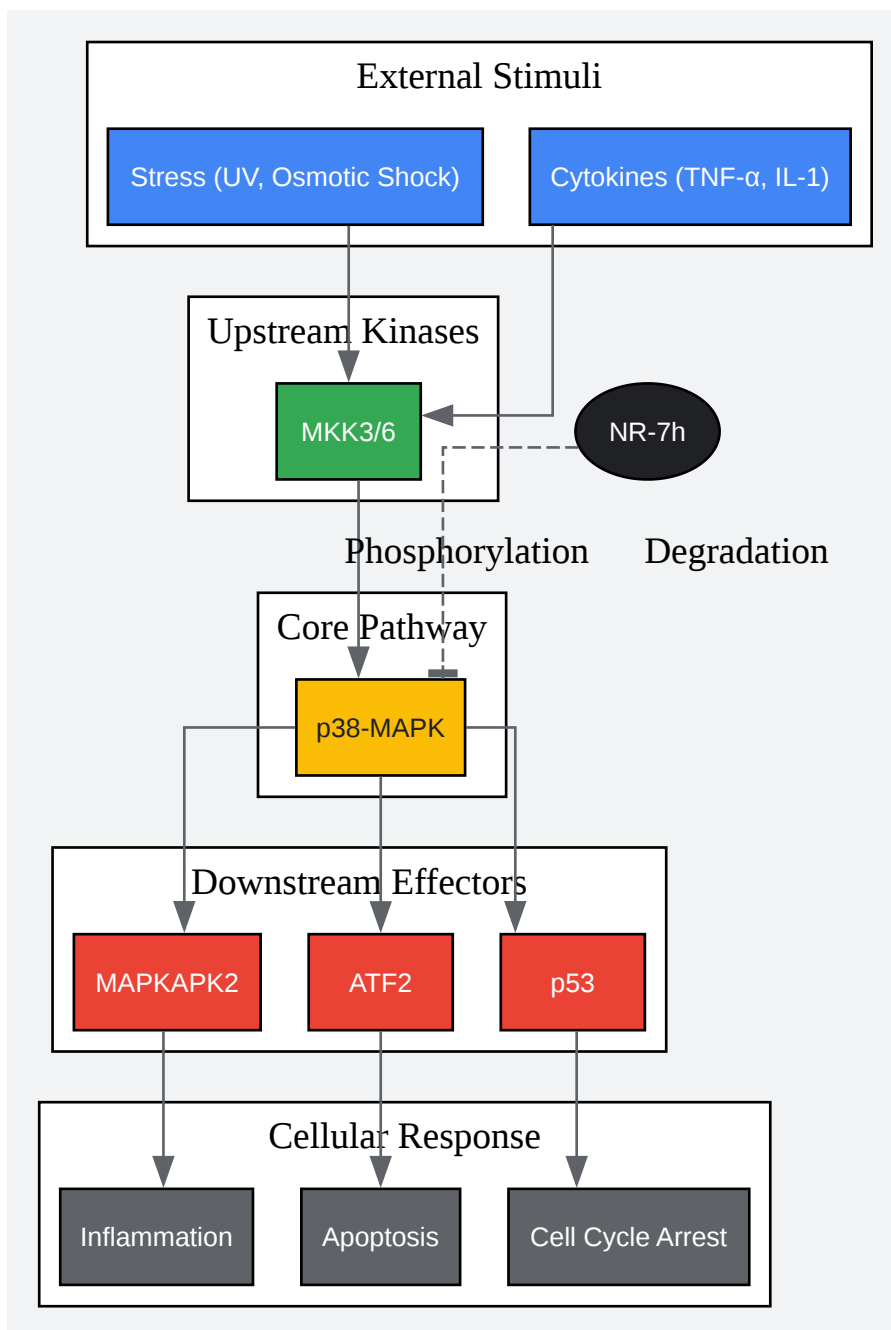 External Stimuli
Stress (UV, Osmotic Shock)
Cytokines (TNF-α, IL-1)
Upstream Kinases
MKK3/6
NR-7h
Phosphorylation
Degradation
Core Pathway
p38-MAPK
Downstream Effectors
MAPKAPK2
ATF2
p53
Cellular Response
Inflammation
Apoptosis
Cell Cycle Arrest